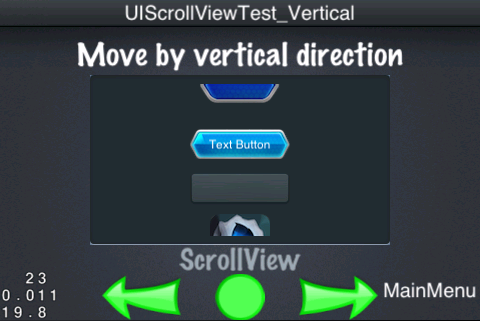 UIScrollViewTest_Vertical
Move by vertical direction
Text Button
ScrollView
MainMenu
23
0.011
19.8